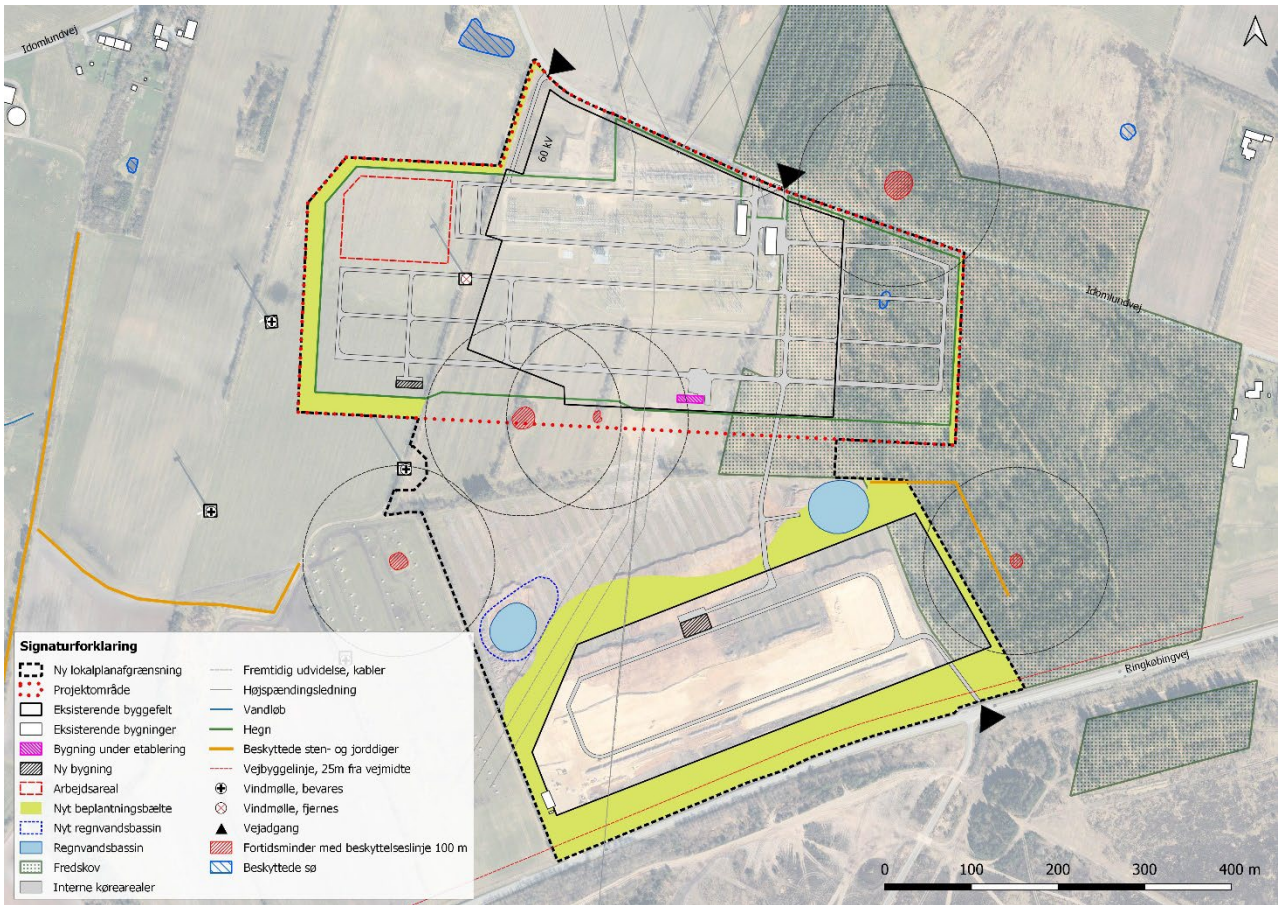 Idomlundvej
60 kV
Idomlundvej
Ringkøbingvej
Signaturforklaring
Ny lokalplanafgrænsning
Projektområde
Eksisterende byggefelt
Eksisterende bygninger
Bygning under etablering
Ny bygning
Arbejdsareal
Nyt beplantningsbælte
Nyt regnvandsbassin
Regnvandsbassin
Fredskov
Interne kørearealer
Fremtidig udvidelse, kabler
Højspændingsledning
Vandløb
Hegn
Beskyttede sten- og jorddiger
Vejbyggelinje, 25m fra vejmidte
Vindmølle, bevares
Vindmølle, fjernes
Vejadgang
Fortidsminder med beskyttelseslinje 100 m
Beskyttede sø
0 100 200 300 400 m